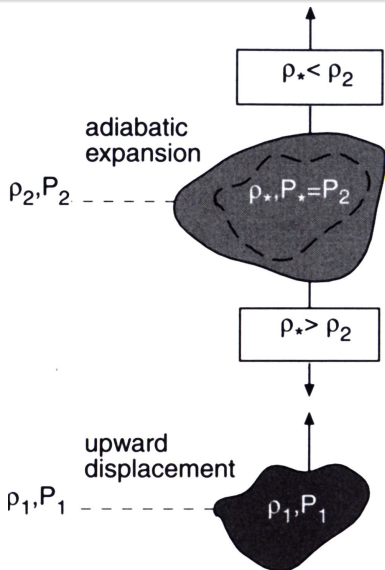 ρ⁎< ρ₂
adiabatic
expansion
ρ₂,P₂
ρ⁎,P⁎=P₂
ρ⁎> ρ₂
upward
displacement
ρ₁,P₁
ρ₁,P₁